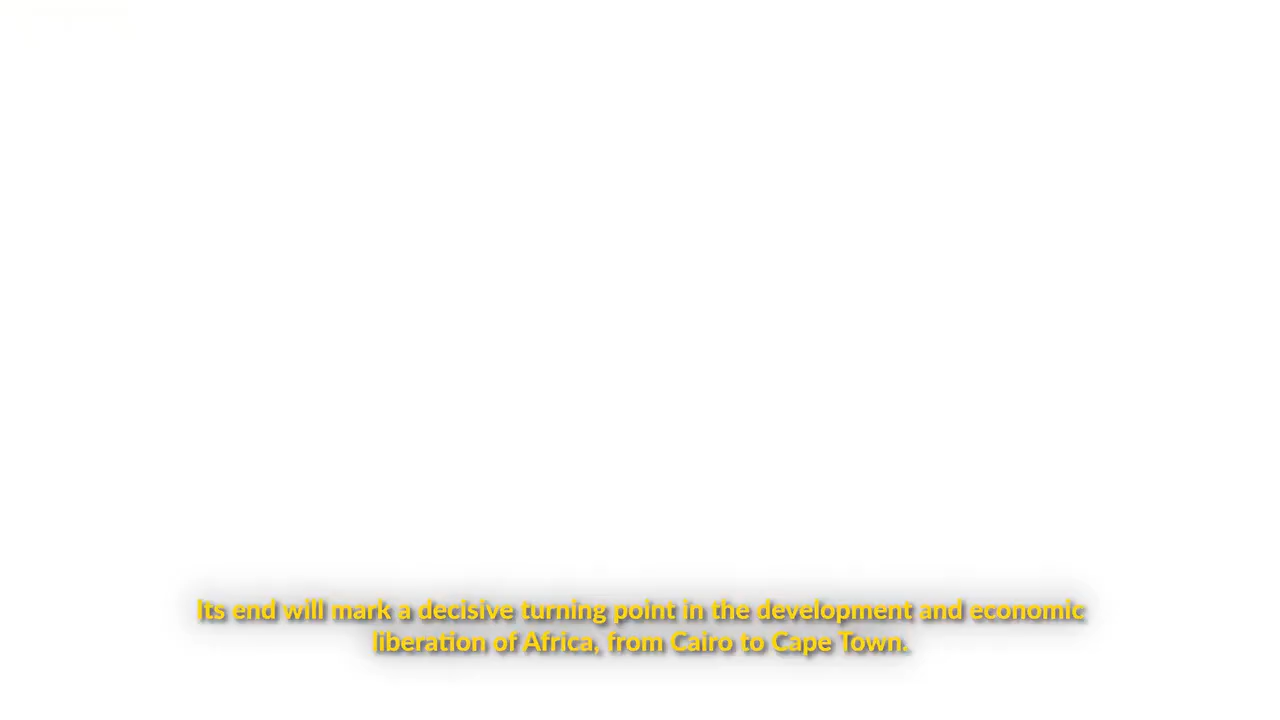 Its end will mark a decisive turning point in the development and economic
liberation of Africa, from Cairo to Cape Town.